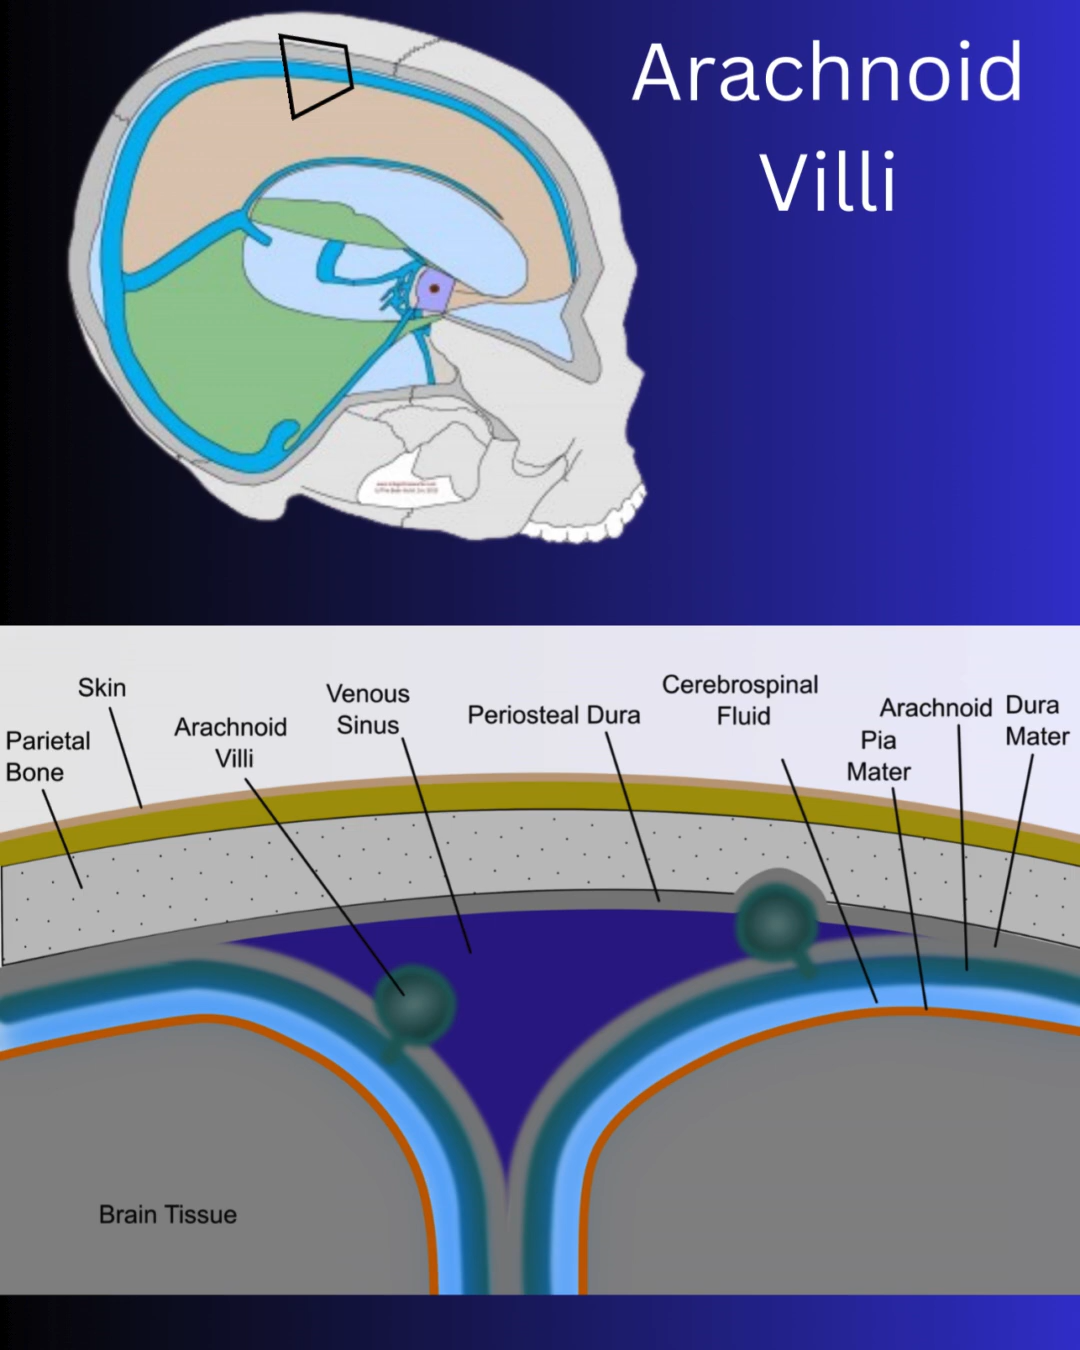 Arachnoid
Villi
Skin
Parietal
Bone
Arachnoid
Villi
Venous
Sinus
Periosteal Dura
Cerebrospinal
Fluid
Pia
Mater
Arachnoid
Dura
Mater
Brain Tissue